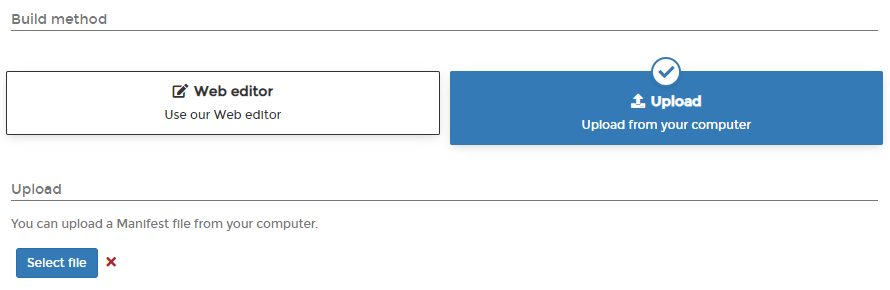 Build method
Web editor
Use our Web editor
Upload
Upload from your computer
Upload
You can upload a Manifest file from your computer.
Select file